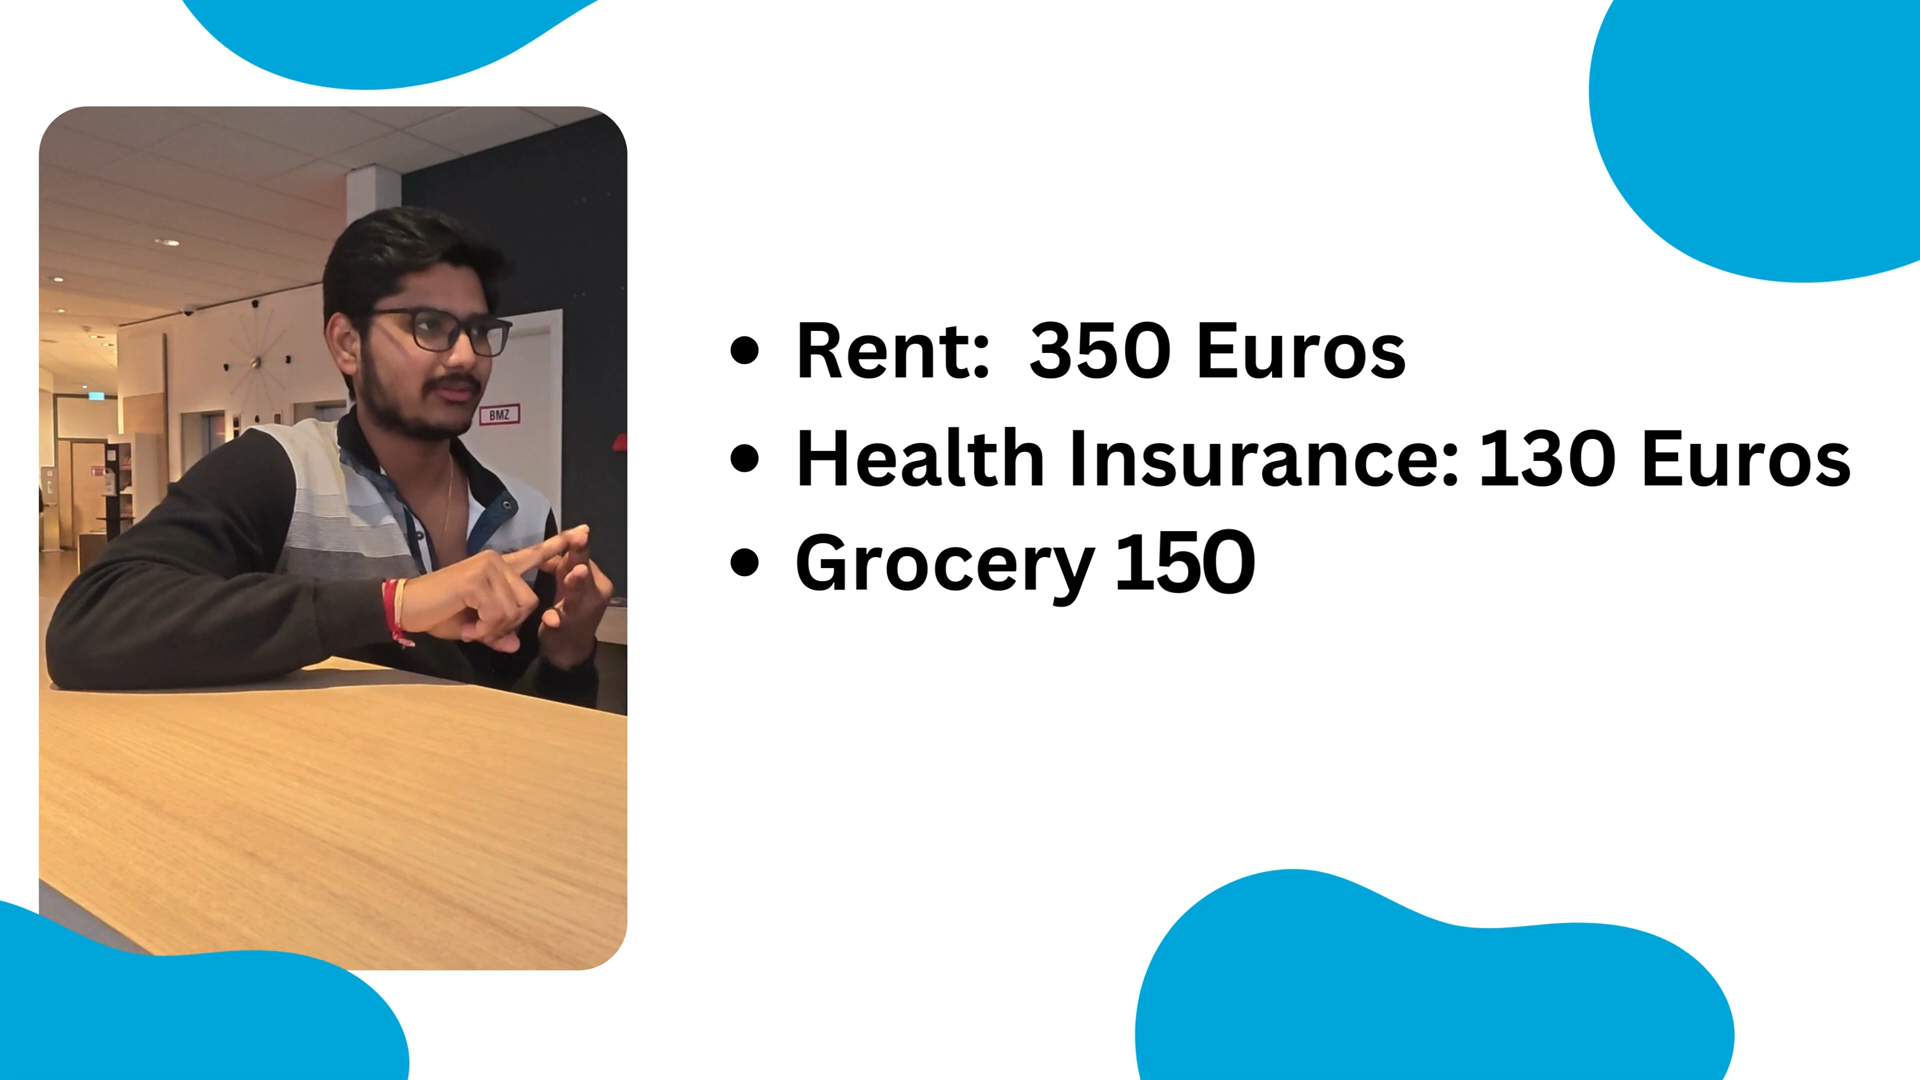 BMZ
• Rent:  350 Euros
• Health Insurance: 130 Euros
• Grocery 150